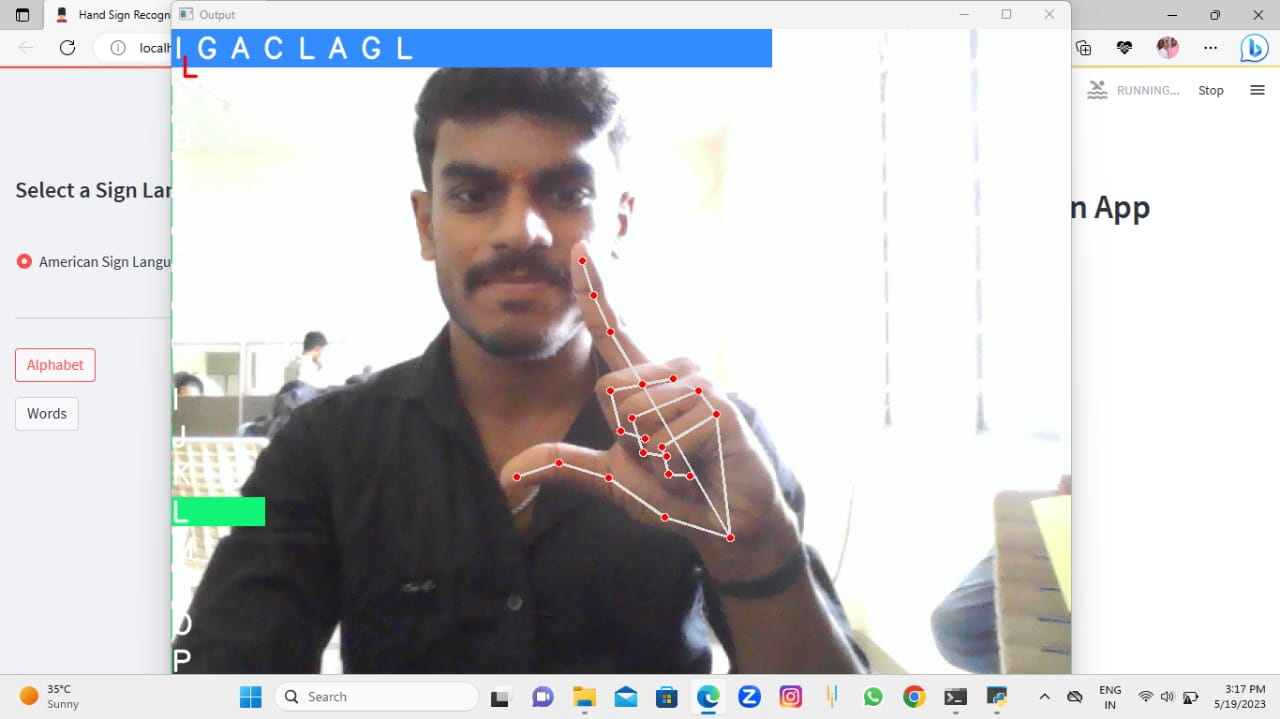 Hand Sign Recogn
Output
localh
I G A C L A G L
L
RUNNING...
Stop
B
Select a Sign Lan
n App
American Sign Langu
Alphabet
Words
I
J
K
L
M
O
P
35°C
Sunny
Search
ENG
IN
3:17 PM
5/19/2023